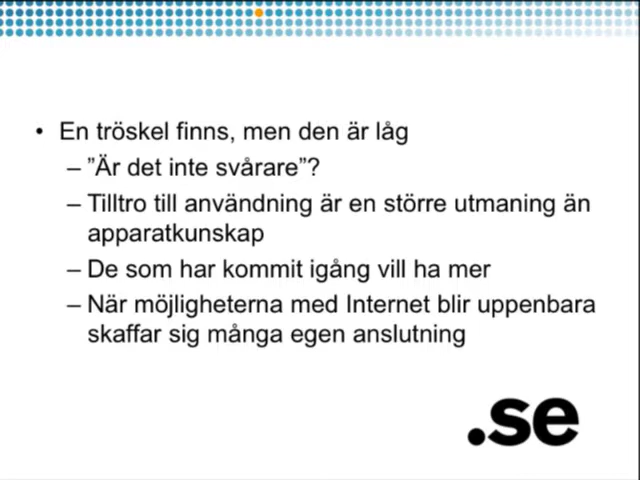 • En tröskel finns, men den är låg
– ”Är det inte svårare”?
– Tilltro till användning är en större utmaning än
apparatkunskap
– De som har kommit igång vill ha mer
– När möjligheterna med Internet blir uppenbara
skaffar sig många egen anslutning
.se